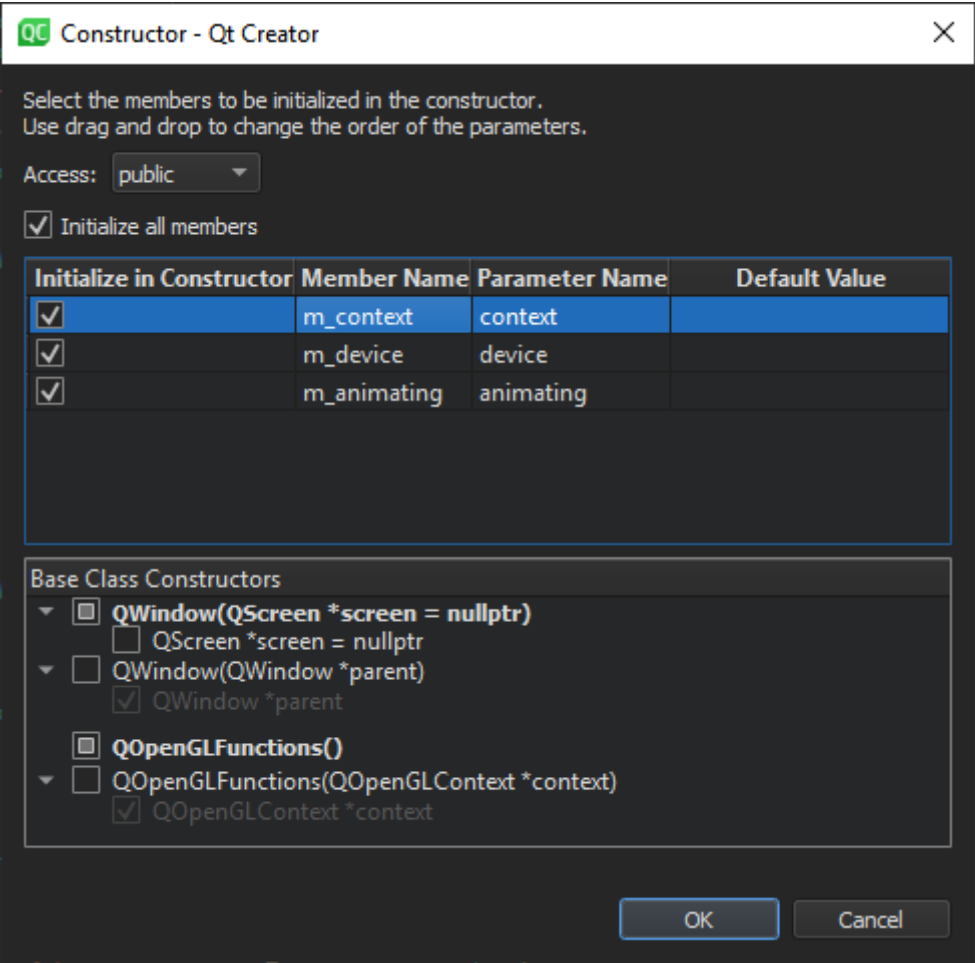 QC Constructor - Qt Creator
Select the members to be initialized in the constructor.
Use drag and drop to change the order of the parameters.
Access: public
Initialize all members
Initialize in Constructor Member Name Parameter Name Default Value
m_context context
m_device device
m_animating animating
Base Class Constructors
QWindow(QScreen *screen = nullptr)
QScreen *screen = nullptr
QWindow(QWindow *parent)
QWindow *parent
QOpenGLFunctions()
QOpenGLFunctions(QOpenGLContext *context)
QOpenGLContext *context
OK Cancel